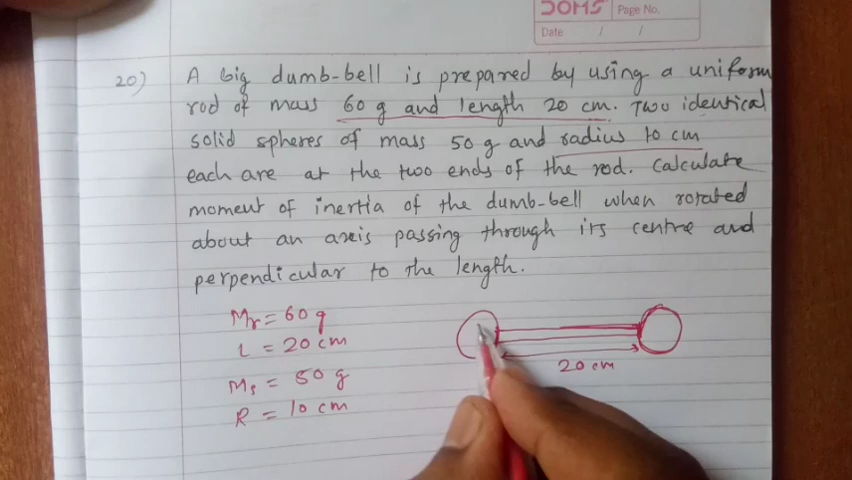 DOMS Page No.
Date / /
20) A big dumb-bell is prepared by using a uniform
rod of mass 60 g and length 20 cm. Two identical
solid spheres of mass 50 g and radius 10 cm
each are at the two ends of the rod. Calculate
moment of inertia of the dumb-bell when rotated
about an axis passing through its centre and
perpendicular to the length.
Mr = 60 g
L = 20 cm
Ms = 50 g
R = 10 cm
20 cm